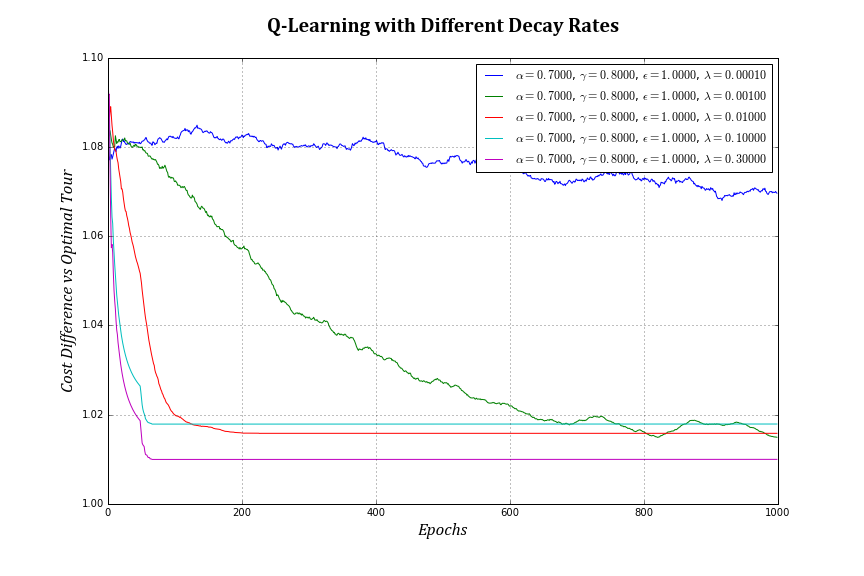 Q-Learning with Different Decay Rates
1.10
1.08
1.06
1.04
1.02
1.00
Cost Difference vs Optimal Tour
α=0.7000, γ=0.8000, ϵ=1.0000, λ=0.00010
α=0.7000, γ=0.8000, ϵ=1.0000, λ=0.00100
α=0.7000, γ=0.8000, ϵ=1.0000, λ=0.01000
α=0.7000, γ=0.8000, ϵ=1.0000, λ=0.10000
α=0.7000, γ=0.8000, ϵ=1.0000, λ=0.30000
0 200 400 600 800 1000
Epochs